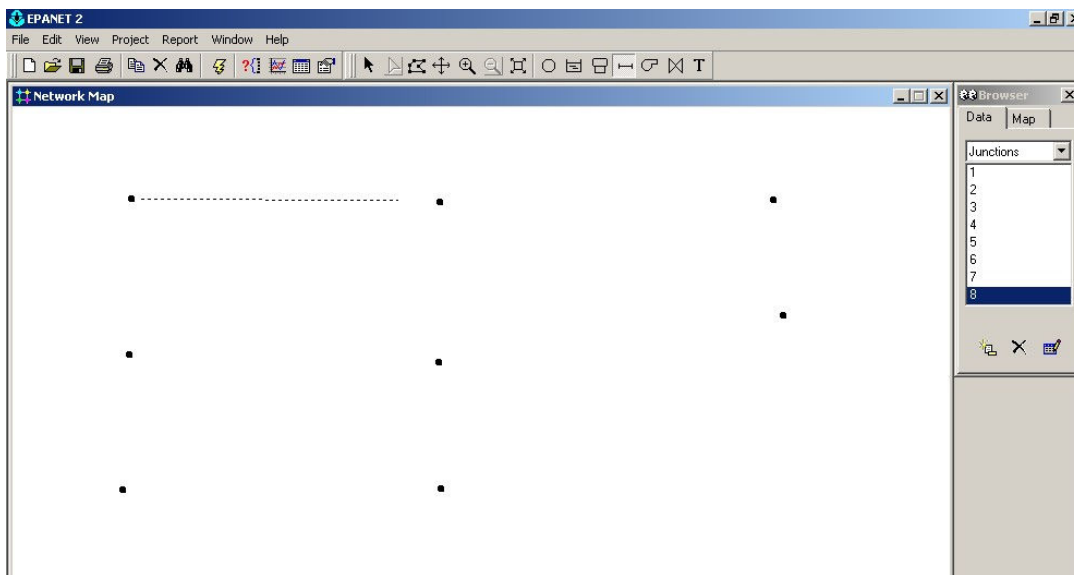 EPANET 2
File Edit View Project Report Window Help
T
Network Map
Browser
Data Map
Junctions
1
2
3
4
5
6
7
8